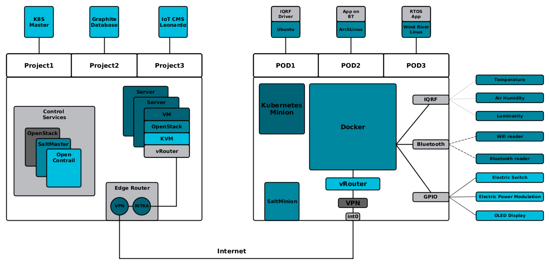 K8S
Master
Graphite
Database
IoT CMS
Leonardo
IQRF
Driver
Ubuntu
App on
BT
ArchLinux
RTOS
App
Wind River
Linux
Project1
Project2
Project3
POD1
POD2
POD3
Control
Services
OpenStack
SaltMaster
Open
Contrail
Server
Server
VM
OpenStack
KVM
vRouter
Edge Router
VPN
Kubernetes
Minion
Docker
vRouter
VPN
int0
SaltMinion
IQRF
Bluetooth
GPIO
Temperature
Air Humidity
Luminosity
Wifi reader
Bluetooth reader
Electric Switch
Electric Power Modulation
OLED Display
Internet